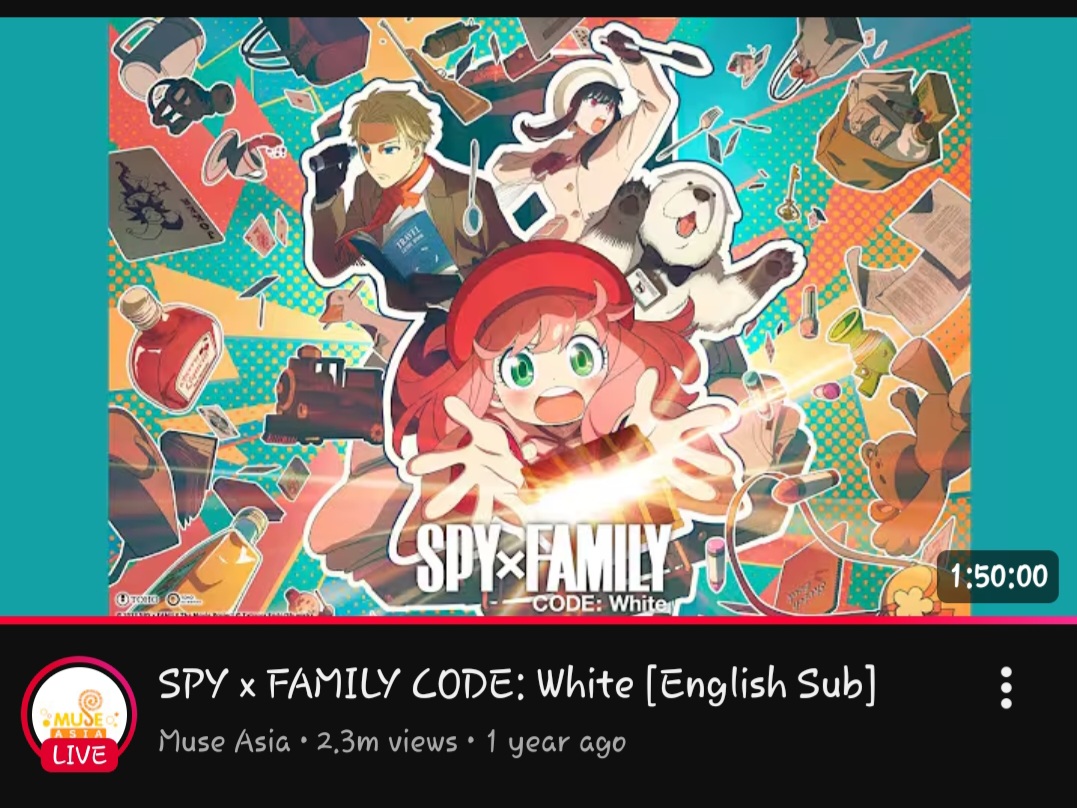 TRAVEL
TOHO
SPY×FAMILY
CODE: White
1:50:00
MUSE
ASIA
LIVE
SPY x FAMILY CODE: White [English Sub]
Muse Asia • 2.3m views • 1 year ago